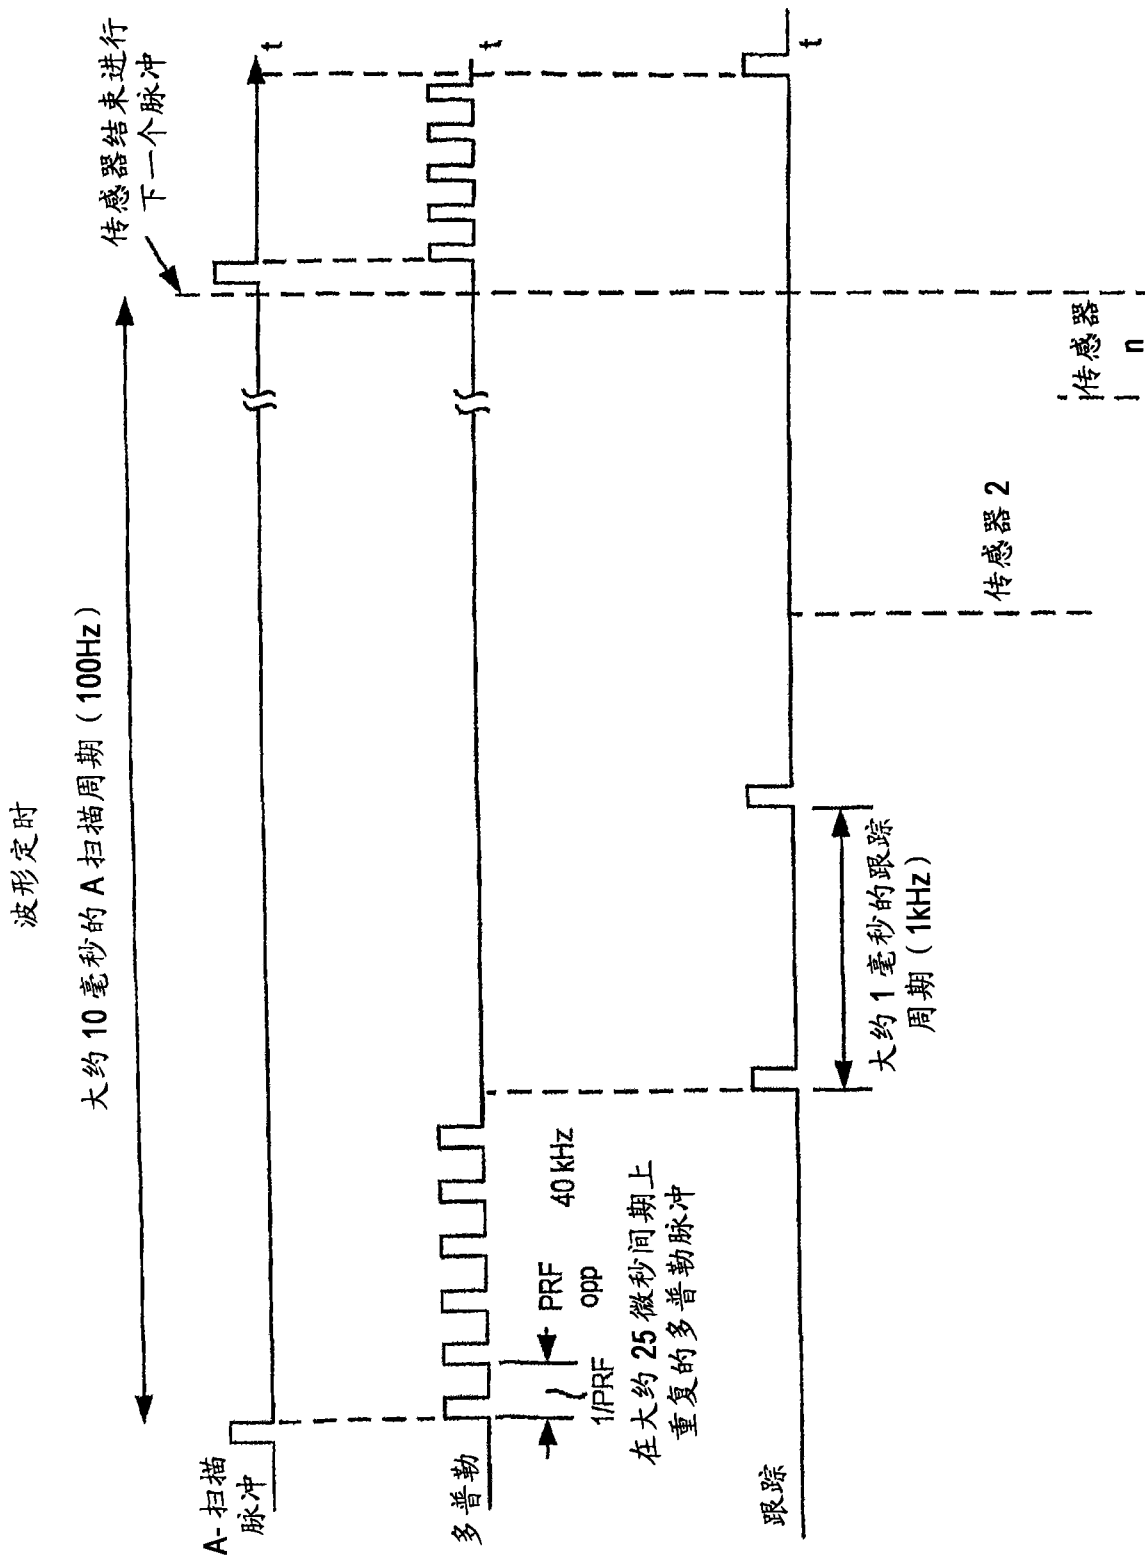 波形定时
大约 10 毫秒的 A 扫描周期（100Hz）
传感器结束进行
下一个脉冲
A- 扫描
脉冲
t
多普勒
t
1/PRF
PRF
opp
40 kHz
在大约 25 微秒间期上
重复的多普勒脉冲
跟踪
t
大约 1 毫秒的跟踪
周期（1kHz）
传感器 2
传感器
n